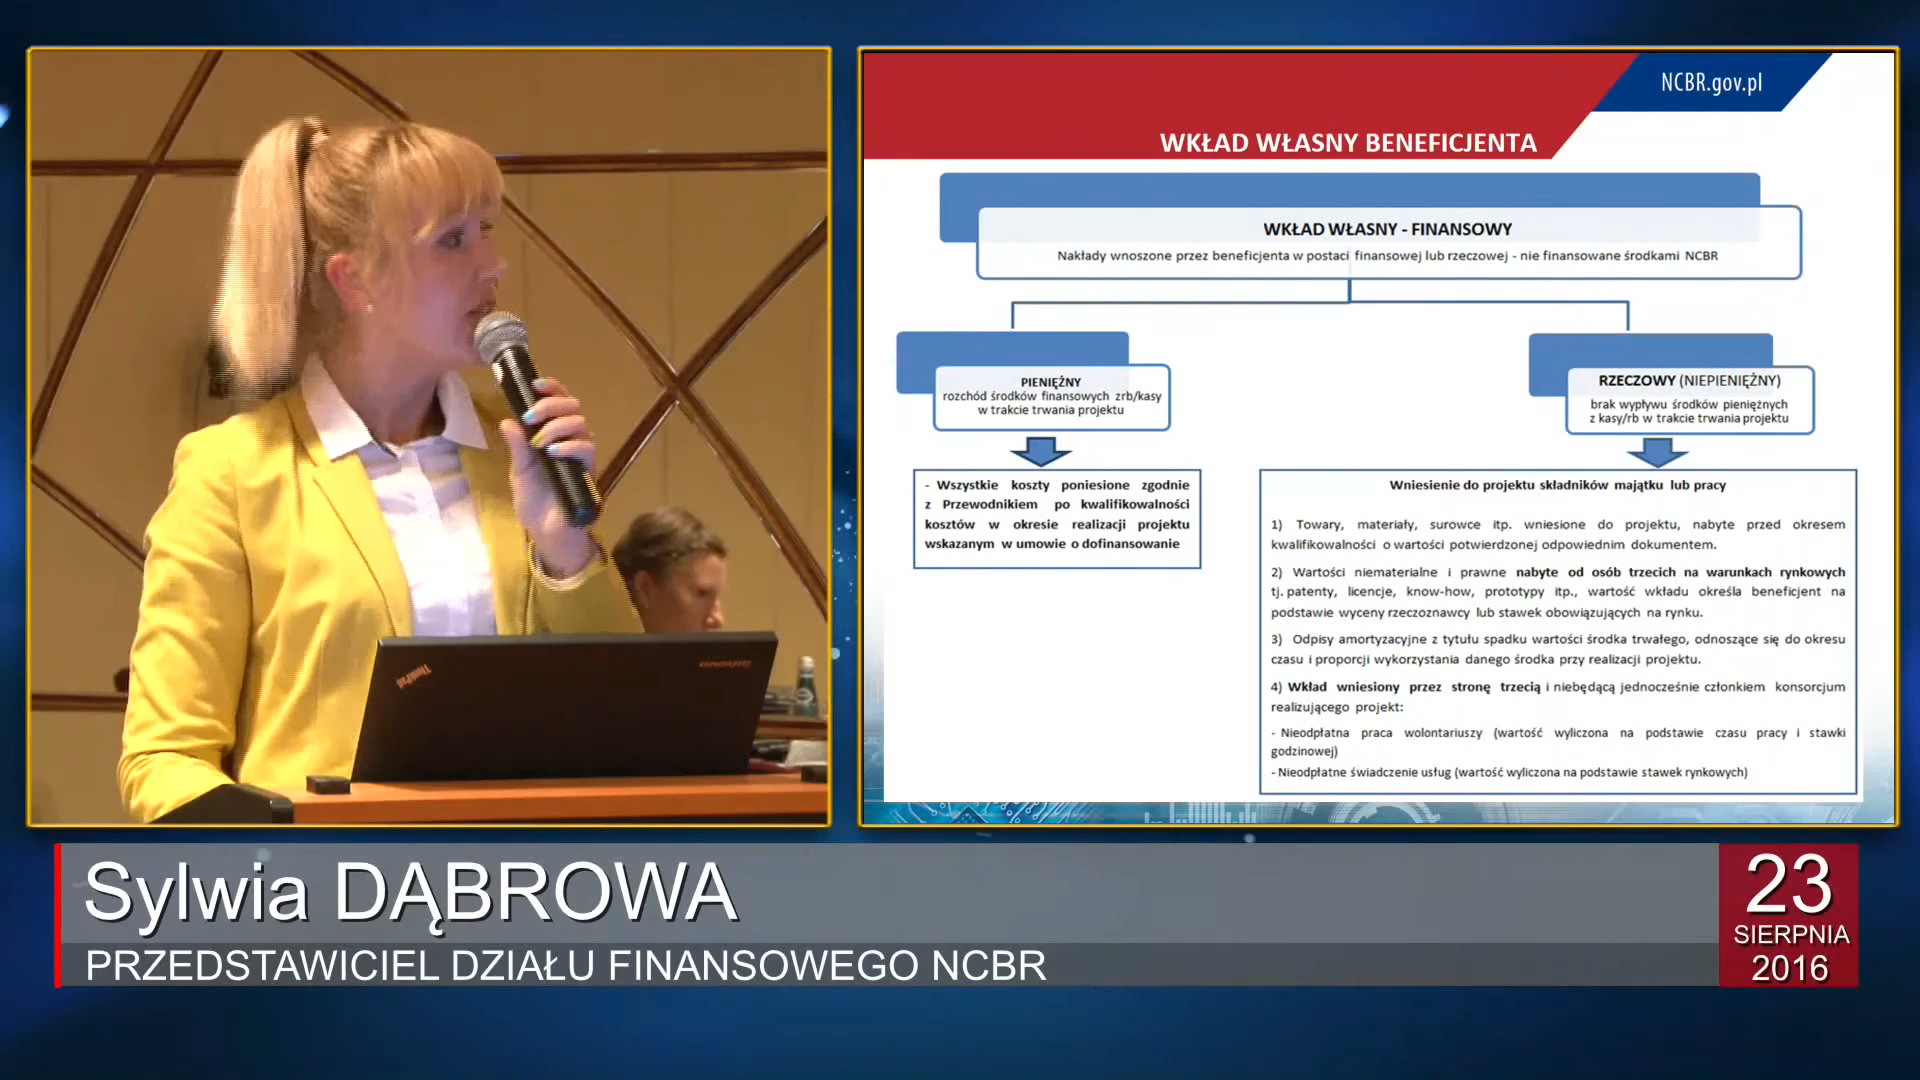 NCBR.gov.pl
WKŁAD WŁASNY BENEFICJENTA
WKŁAD WŁASNY - FINANSOWY
Nakłady wnoszone przez beneficjenta w postaci finansowej lub rzeczowej - nie finansowane środkami NCBR
PIENIĘŻNY
rozchód środków finansowych zrb/kasy
w trakcie trwania projektu
- Wszystkie koszty poniesione zgodnie
z Przewodnikiem po kwalifikowalności
kosztów w okresie realizacji projektu
wskazanym w umowie o dofinansowanie
RZECZOWY (NIEPIENIĘŻNY)
brak wypływu środków pieniężnych
z kasy/rb w trakcie trwania projektu
Wniesienie do projektu składników majątku lub pracy
1) Towary, materiały, surowce itp. wniesione do projektu, nabyte przed okresem
kwalifikowalności o wartości potwierdzonej odpowiednim dokumentem.
2) Wartości niematerialne i prawne nabyte od osób trzecich na warunkach rynkowych
tj. patenty, licencje, know-how, prototypy itp., wartość wkładu określa beneficjent na
podstawie wyceny rzeczoznawcy lub stawek obowiązujących na rynku.
3) Odpisy amortyzacyjne z tytułu spadku wartości środka trwałego, odnoszące się do okresu
czasu i proporcji wykorzystania danego środka przy realizacji projektu.
4) Wkład wniesiony przez stronę trzecią i niebędącą jednocześnie członkiem konsorcjum
realizującego projekt:
- Nieodpłatna praca wolontariuszy (wartość wyliczona na podstawie czasu pracy i stawki
godzinowej)
- Nieodpłatne świadczenie usług (wartość wyliczona na podstawie stawek rynkowych)
ThinkPad
Sylwia DĄBROWA
PRZEDSTAWICIEL DZIAŁU FINANSOWEGO NCBR
23
SIERPNIA
2016